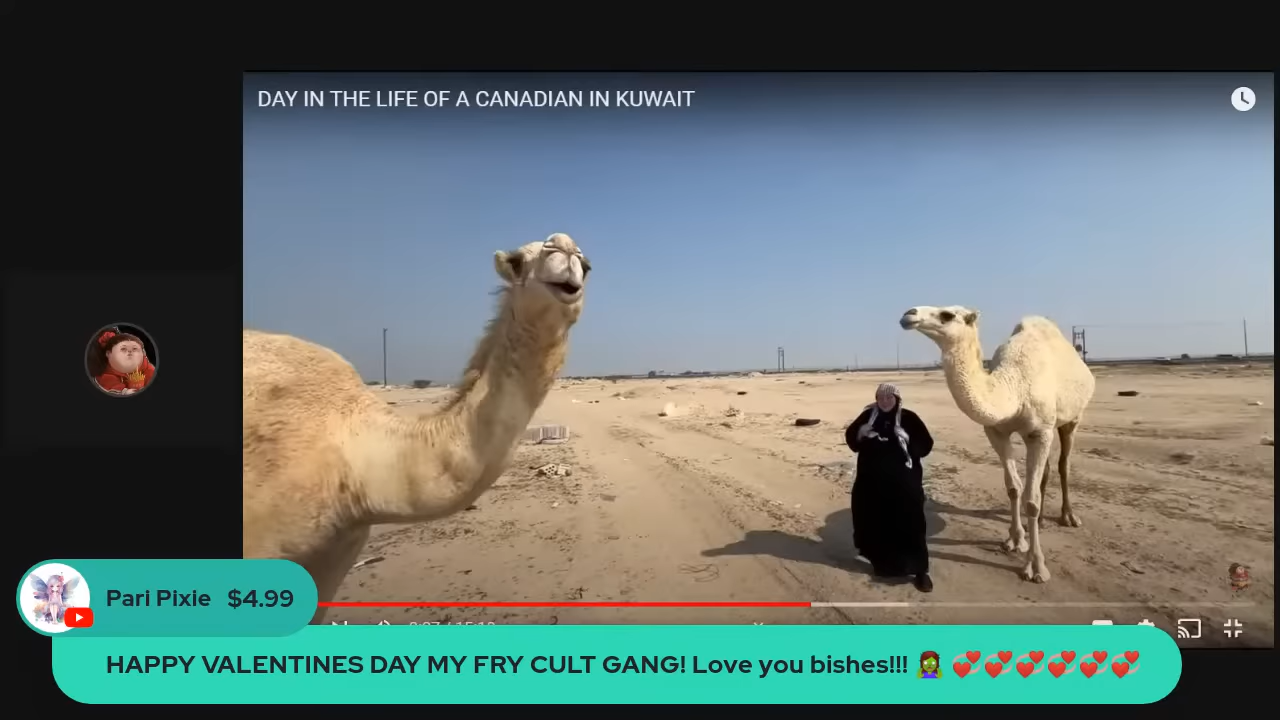 DAY IN THE LIFE OF A CANADIAN IN KUWAIT
Pari Pixie $4.99
HAPPY VALENTINES DAY MY FRY CULT GANG! Love you bishes!!! 🧟‍♀️ 💞💞💞💞💞💞